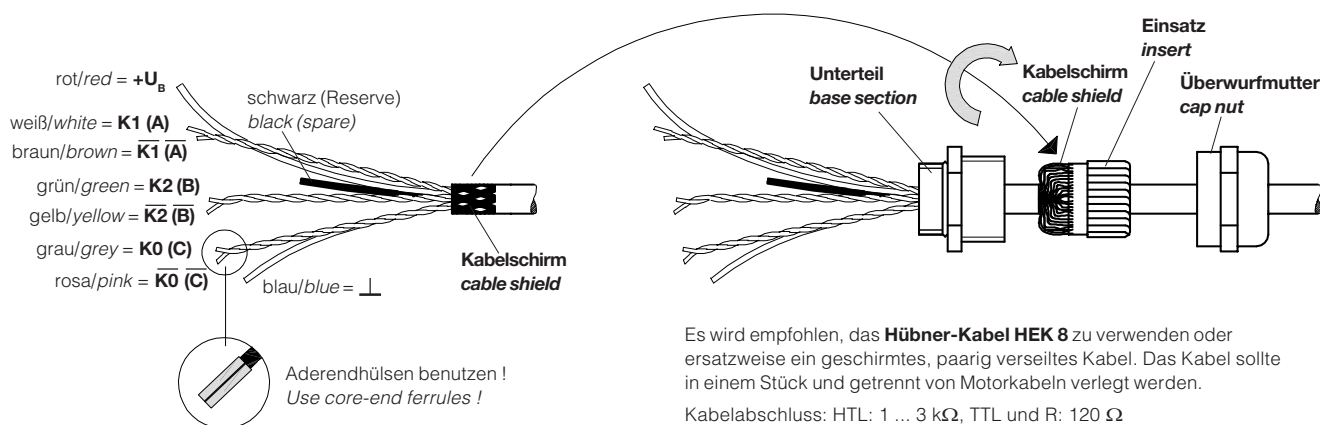 rot/red = +U_B
schwarz (Reserve)
black (spare)
weiß/white = K1 (A)
braun/brown = K̅1̅ (A̅)
grün/green = K2 (B)
gelb/yellow = K̅2̅ (B̅)
grau/grey = K0 (C)
rosa/pink = K̅0̅ (C̅)
blau/blue = ⊥
Kabelschirm
cable shield
Aderendhülsen benutzen !
Use core-end ferrules !
Unterteil
base section
Kabelschirm
cable shield
Einsatz
insert
Überwurfmutter
cap nut
Es wird empfohlen, das Hübner-Kabel HEK 8 zu verwenden oder
ersatzweise ein geschirmtes, paarig verseiltes Kabel. Das Kabel sollte
in einem Stück und getrennt von Motorkabeln verlegt werden.
Kabelabschluss: HTL: 1 ... 3 kΩ, TTL und R: 120 Ω